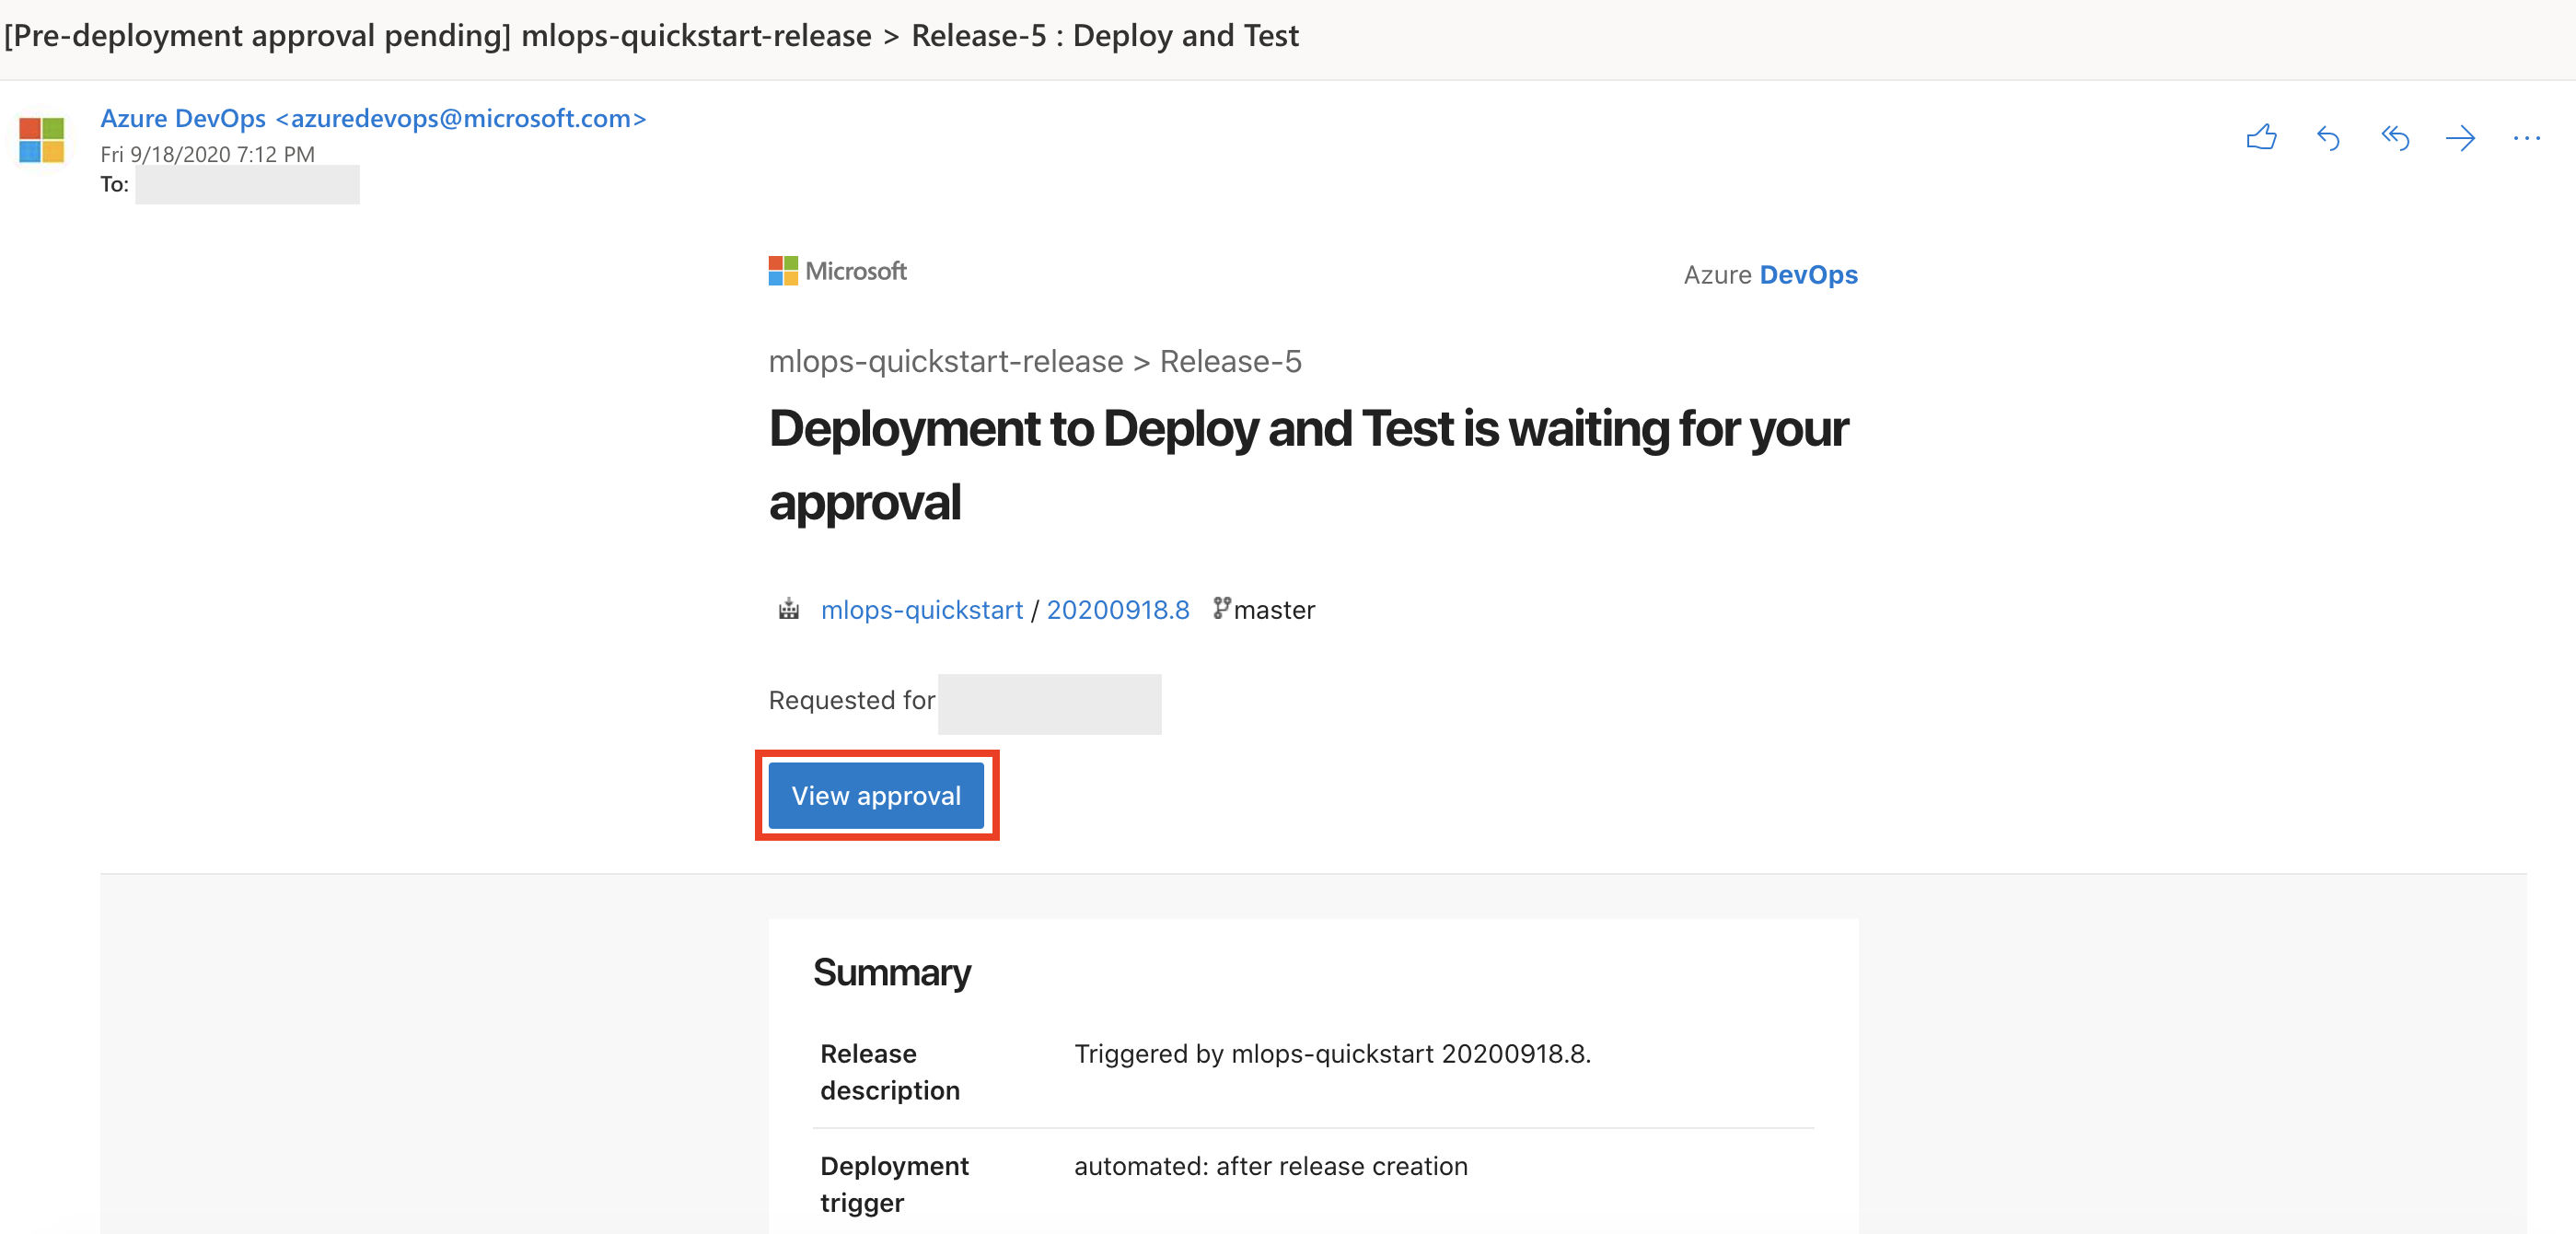 [Pre-deployment approval pending] mlops-quickstart-release > Release-5 : Deploy and Test
Azure DevOps <azuredevops@microsoft.com>
Fri 9/18/2020 7:12 PM
To:
Microsoft
Azure DevOps
mlops-quickstart-release > Release-5
Deployment to Deploy and Test is waiting for your
approval
mlops-quickstart / 20200918.8 master
Requested for
View approval
Summary
Release
description
Triggered by mlops-quickstart 20200918.8.
Deployment
trigger
automated: after release creation